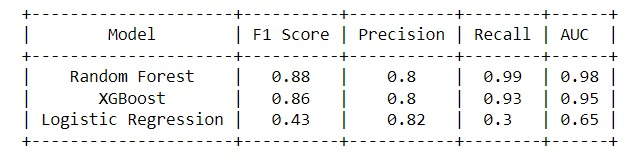 +---------------------+----------+-----------+--------+------+
|        Model        | F1 Score | Precision | Recall | AUC  |
+---------------------+----------+-----------+--------+------+
|    Random Forest    |   0.88   |    0.8    |  0.99  | 0.98 |
|       XGBoost       |   0.86   |    0.8    |  0.93  | 0.95 |
| Logistic Regression |   0.43   |    0.82   |  0.3   | 0.65 |
+---------------------+----------+-----------+--------+------+